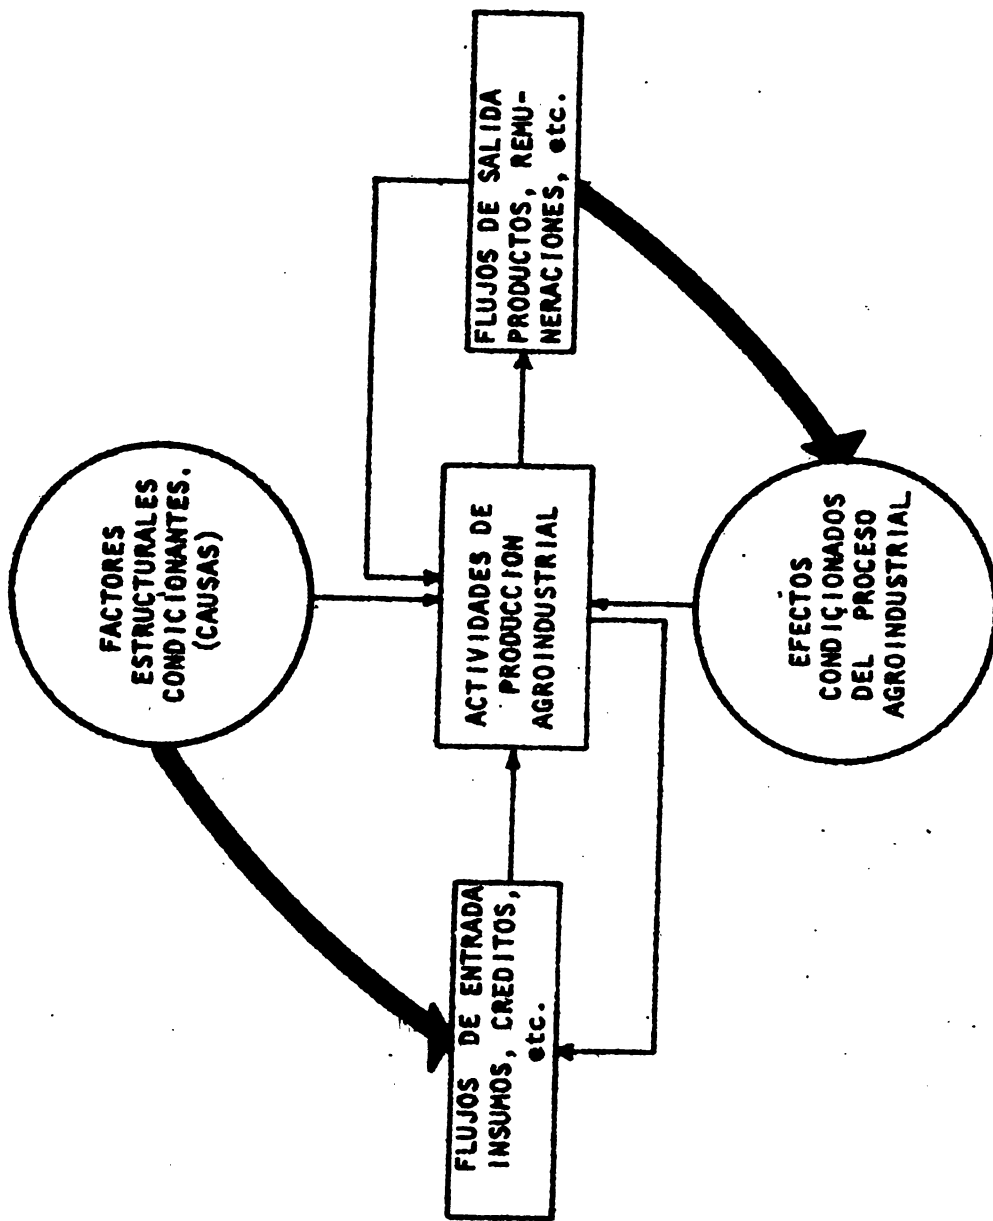 FACTORES
ESTRUCTURALES
CONDICIONANTES.
(CAUSAS)
FLUJOS DE ENTRADA
INSUMOS, CREDITOS,
etc.
ACTIVIDADES DE
PRODUCCION
AGROINDUSTRIAL
FLUJOS DE SALIDA
PRODUCTOS, REMU-
NERACIONES, etc.
EFECTOS
CONDICIONADOS
DEL PROCESO
AGROINDUSTRIAL